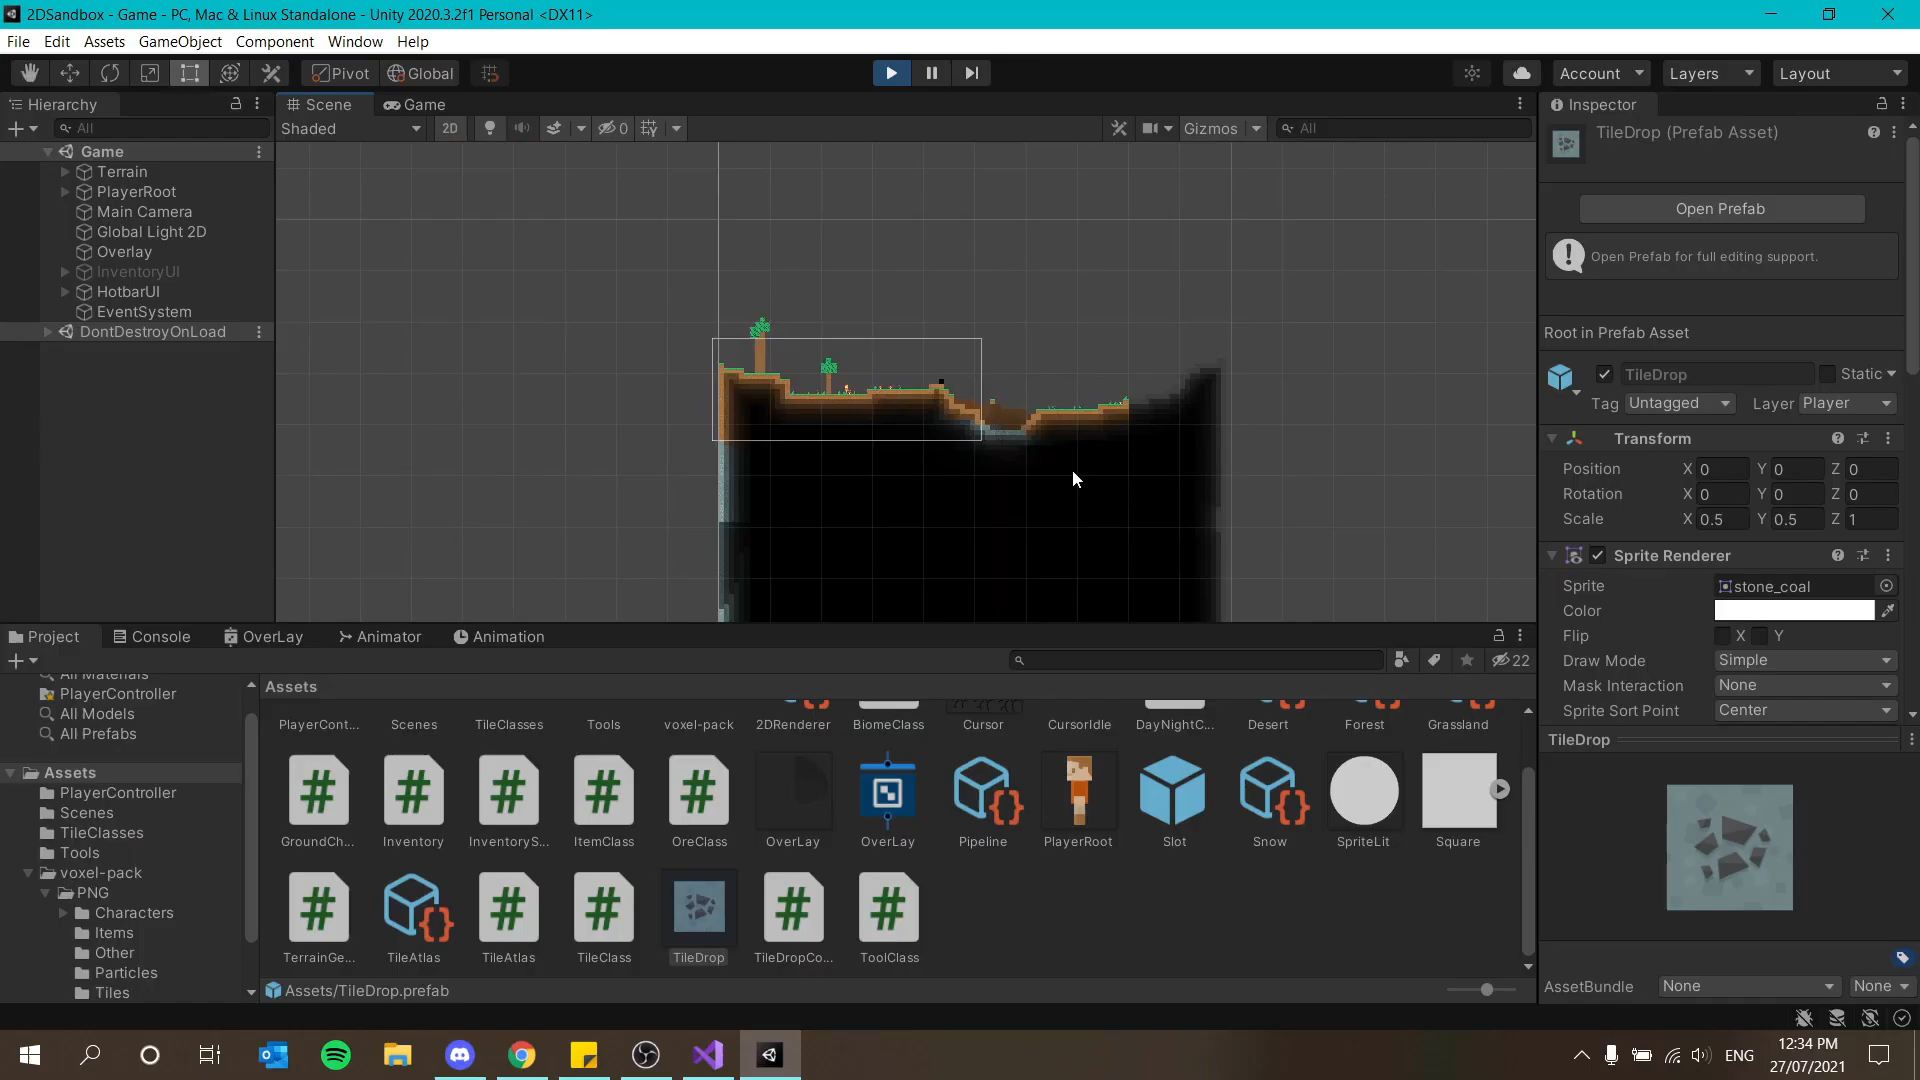 2DSandbox - Game - PC, Mac & Linux Standalone - Unity 2020.3.2f1 Personal <DX11>
File Edit Assets GameObject Component Window Help
Pivot Global Account Layers Layout
Hierarchy
All
Game
Terrain
PlayerRoot
Main Camera
Global Light 2D
Overlay
InventoryUI
HotbarUI
EventSystem
DontDestroyOnLoad
Scene Game
Shaded 2D 0 Gizmos All
Inspector
TileDrop (Prefab Asset)
Open Prefab
Open Prefab for full editing support.
Root in Prefab Asset
TileDrop Static
Tag Untagged Layer Player
Transform
Position X 0 Y 0 Z 0
Rotation X 0 Y 0 Z 0
Scale X 0.5 Y 0.5 Z 1
Sprite Renderer
Sprite stone_coal
Color
Flip X Y
Draw Mode Simple
Mask Interaction None
Sprite Sort Point Center
TileDrop
AssetBundle None None
Project Console OverLay Animator Animation
22
All Materials
PlayerController
All Models
All Prefabs
Assets
PlayerController
Scenes
TileClasses
Tools
voxel-pack
PNG
Characters
Items
Other
Particles
Tiles
Assets
PlayerCont... Scenes TileClasses Tools voxel-pack 2DRenderer BiomeClass Cursor CursorIdle DayNightC... Desert Forest Grassland
GroundCh... Inventory InventoryS... ItemClass OreClass OverLay OverLay Pipeline PlayerRoot Slot Snow SpriteLit Square
TerrainGe... TileAtlas TileAtlas TileClass TileDrop TileDropCo... ToolClass
Assets/TileDrop.prefab
ENG
12:34 PM
27/07/2021